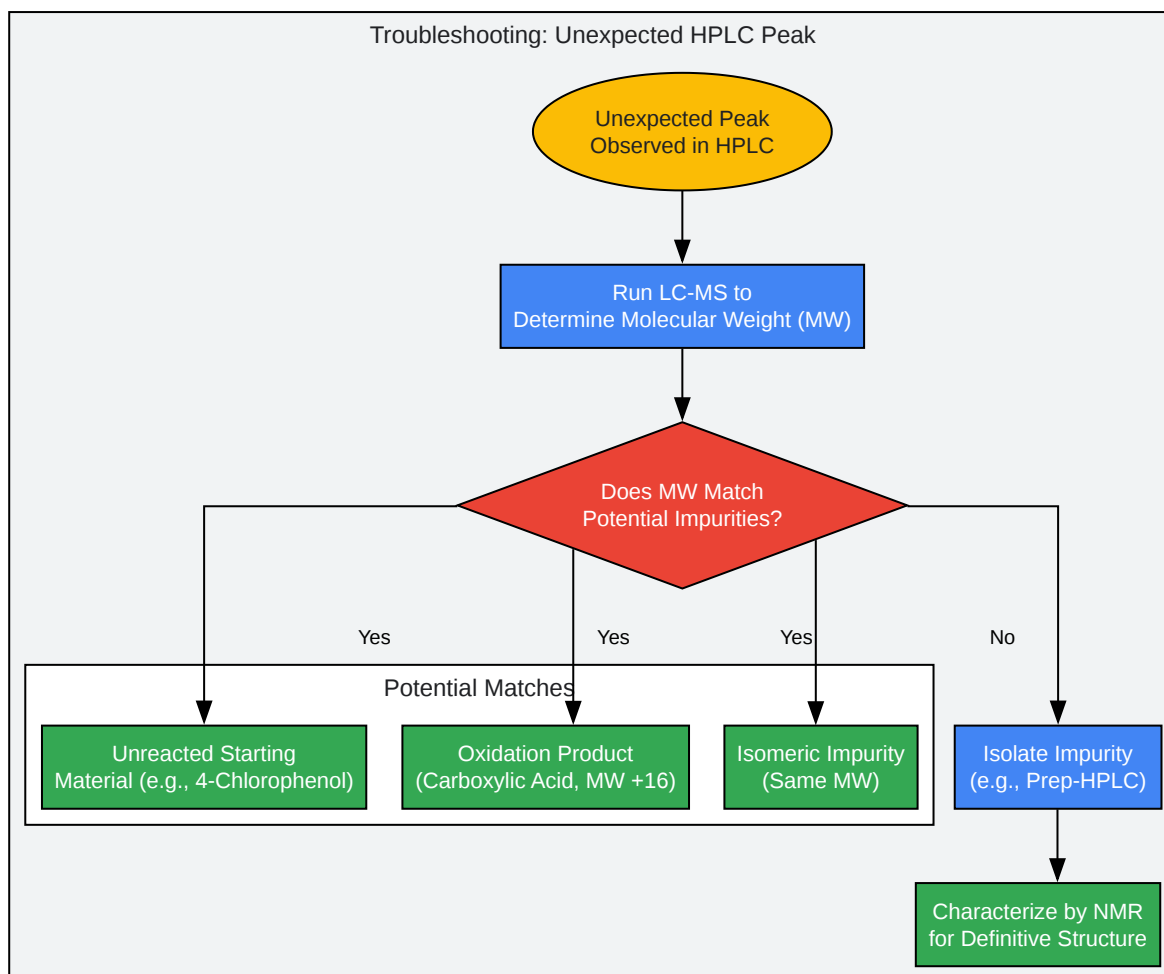 Troubleshooting: Unexpected HPLC Peak
Unexpected Peak
Observed in HPLC
Run LC-MS to
Determine Molecular Weight (MW)
Does MW Match
Potential Impurities?
Yes
Yes
Yes
No
Potential Matches
Unreacted Starting
Material (e.g., 4-Chlorophenol)
Oxidation Product
(Carboxylic Acid, MW +16)
Isomeric Impurity
(Same MW)
Isolate Impurity
(e.g., Prep-HPLC)
Characterize by NMR
for Definitive Structure